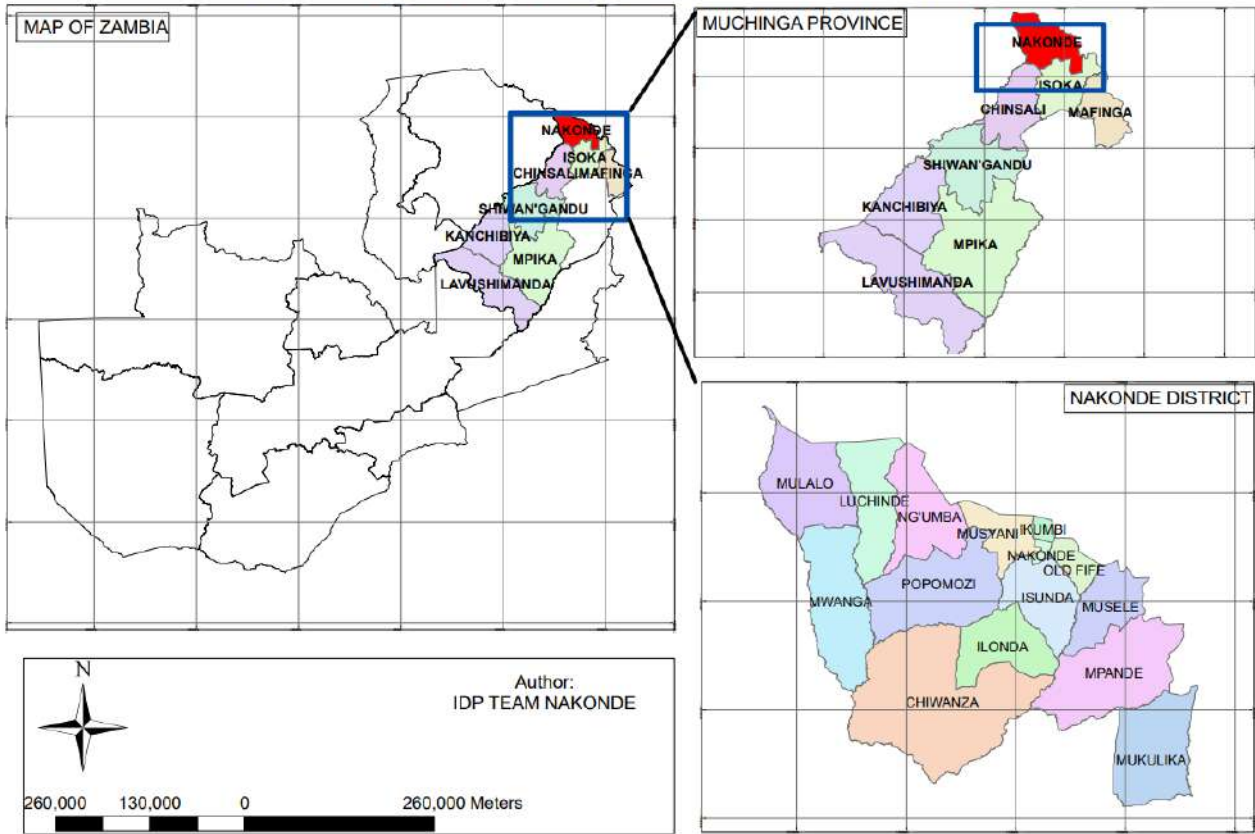 MAP OF ZAMBIA
NAKONDE
ISOKA
CHINSALI
MAFINGA
SHIWAN'GANDU
KANCHIBIYA
MPIKA
LAVUSHIMANDA
MUCHINGA PROVINCE
NAKONDE
ISOKA
CHINSALI
MAFINGA
SHIWAN'GANDU
KANCHIBIYA
MPIKA
LAVUSHIMANDA
NAKONDE DISTRICT
MULALO
LUCHINDE
NG'UMBA
MUSYANI
IKUMBI
NAKONDE
OLD FIFE
POPOMOZI
MWANGA
ISUNDA
MUSELE
ILONDA
MPANDE
CHIWANZA
MUKULIKA
N
Author:
IDP TEAM NAKONDE
260,000 130,000 0 260,000 Meters